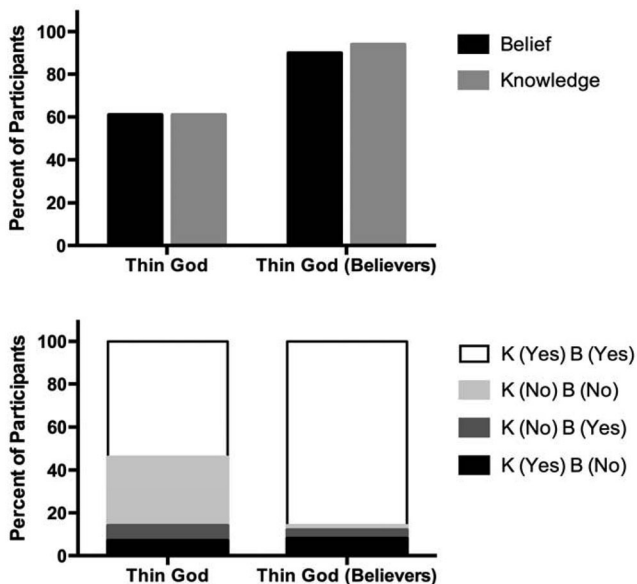 Percent of Participants
100
80
60
40
20
0
Thin God
Thin God (Believers)
Belief
Knowledge
Percent of Participants
100
80
60
40
20
0
Thin God
Thin God (Believers)
K (Yes) B (Yes)
K (No) B (No)
K (No) B (Yes)
K (Yes) B (No)